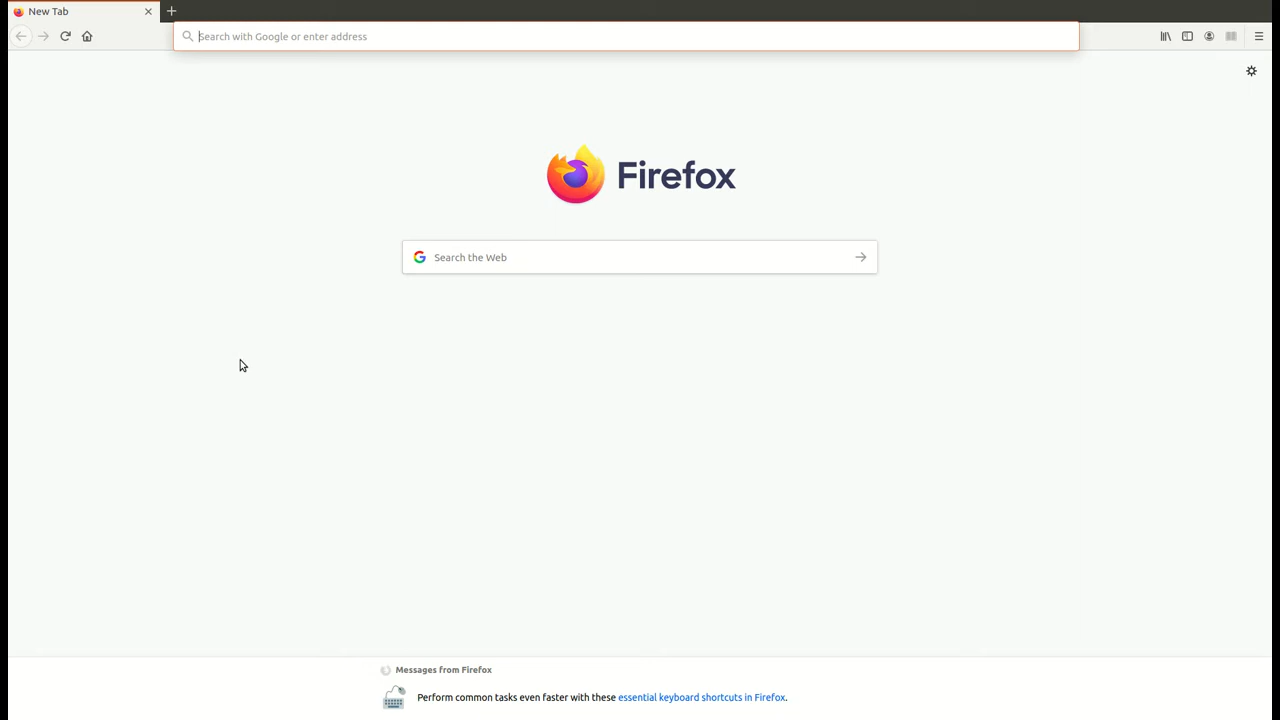 New Tab
Search with Google or enter address
Firefox
Search the Web
Messages from Firefox
Perform common tasks even faster with these essential keyboard shortcuts in Firefox.